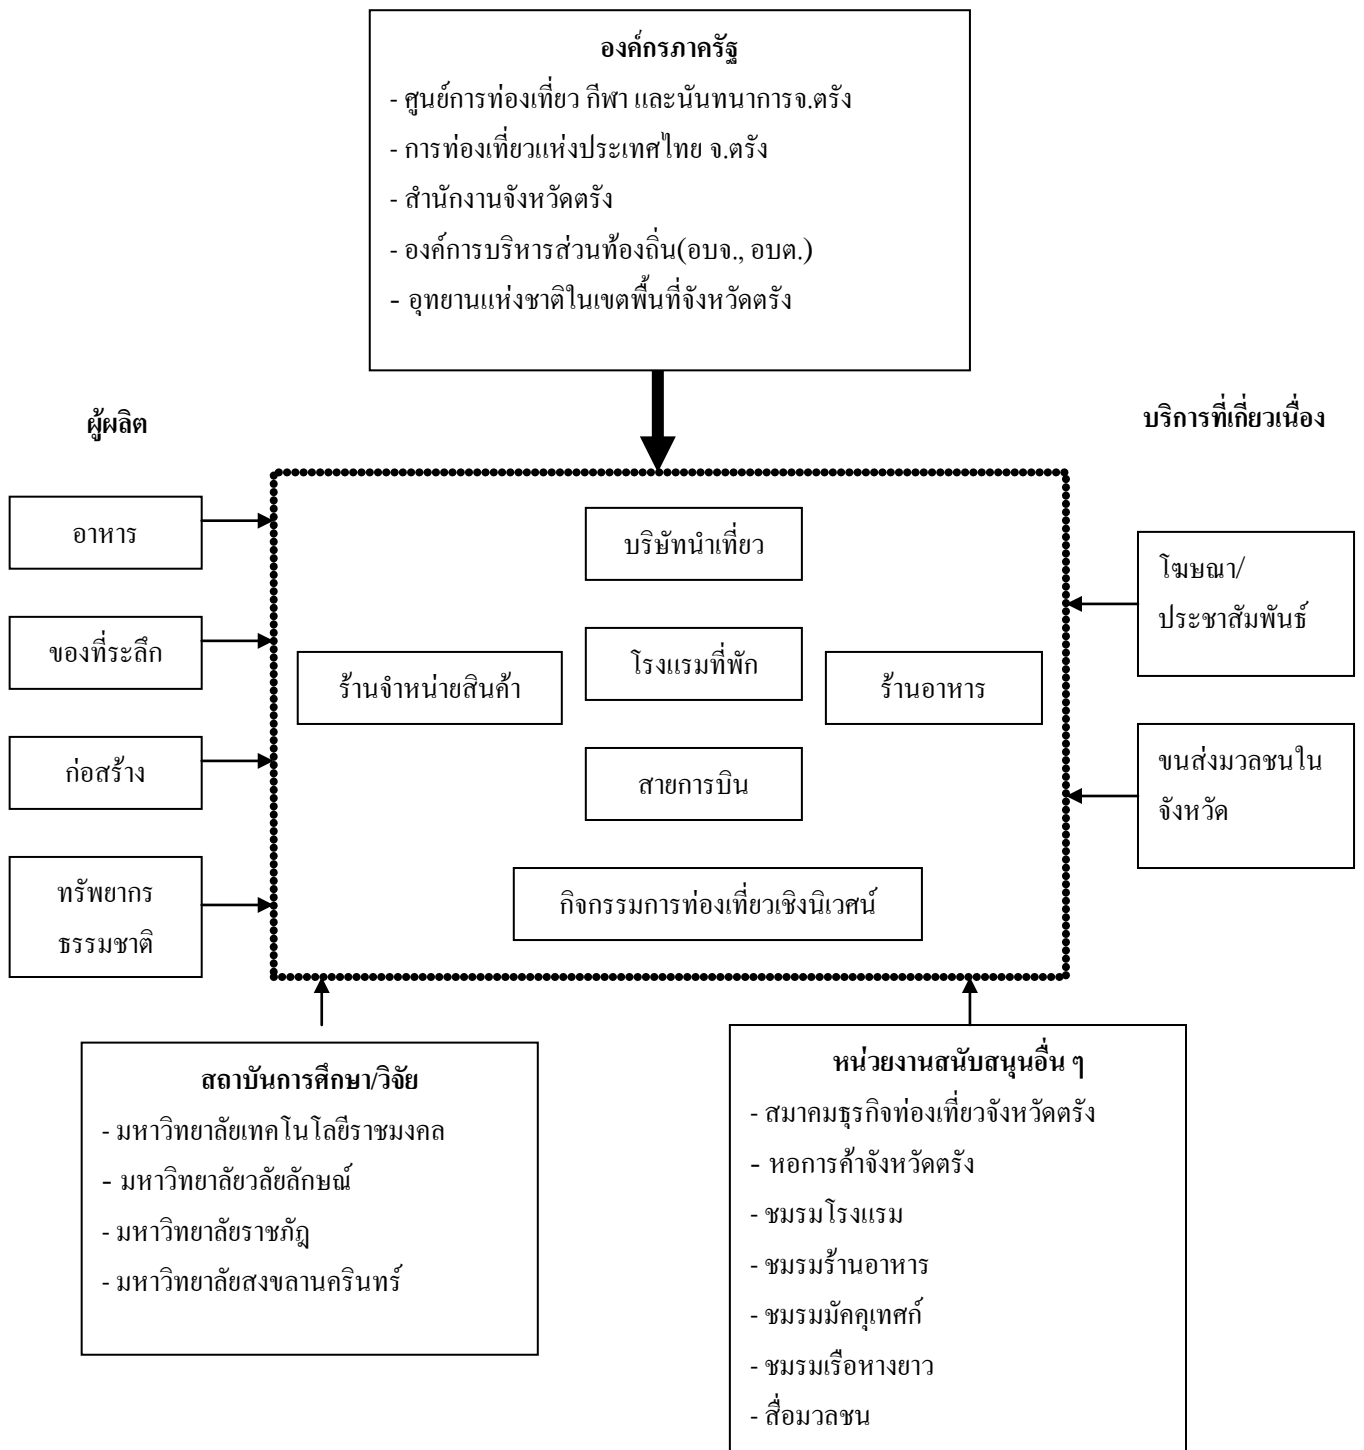 องค์กรภาครัฐ
- ศูนย์การท่องเที่ยว กีฬา และนันทนาการจ.ตรัง
- การท่องเที่ยวแห่งประเทศไทย จ.ตรัง
- สำนักงานจังหวัดตรัง
- องค์การบริหารส่วนท้องถิ่น(อบจ., อบต.)
- อุทยานแห่งชาติในเขตพื้นที่จังหวัดตรัง
ผู้ผลิต
บริการที่เกี่ยวเนื่อง
อาหาร
ของที่ระลึก
ก่อสร้าง
ทรัพยากร
ธรรมชาติ
บริษัทนำเที่ยว
ร้านจำหน่ายสินค้า
โรงแรมที่พัก
ร้านอาหาร
สายการบิน
กิจกรรมการท่องเที่ยวเชิงนิเวศน์
โฆษณา/
ประชาสัมพันธ์
ขนส่งมวลชนใน
จังหวัด
สถาบันการศึกษา/วิจัย
- มหาวิทยาลัยเทคโนโลยีราชมงคล
- มหาวิทยาลัยวลัยลักษณ์
- มหาวิทยาลัยราชภัฎ
- มหาวิทยาลัยสงขลานครินทร์
หน่วยงานสนับสนุนอื่น ๆ
- สมาคมธุรกิจท่องเที่ยวจังหวัดตรัง
- หอการค้าจังหวัดตรัง
- ชมรมโรงแรม
- ชมรมร้านอาหาร
- ชมรมมัคคุเทศก์
- ชมรมเรือหางยาว
- สื่อมวลชน